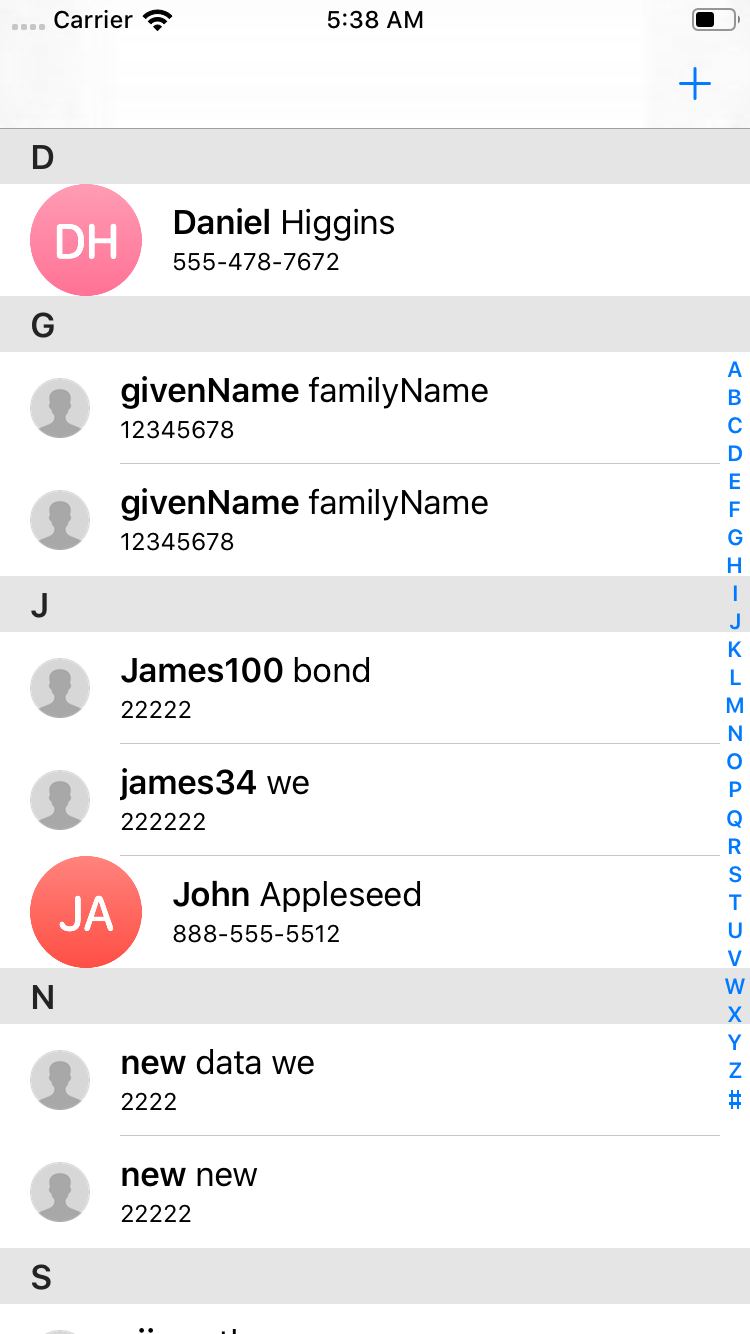 Carrier 5:38 AM
+
D
DH
Daniel Higgins
555-478-7672
G
givenName familyName
12345678
givenName familyName
12345678
J
James100 bond
22222
james34 we
222222
JA
John Appleseed
888-555-5512
N
new data we
2222
new new
22222
S
A
B
C
D
E
F
G
H
I
J
K
L
M
N
O
P
Q
R
S
T
U
V
W
X
Y
Z
#